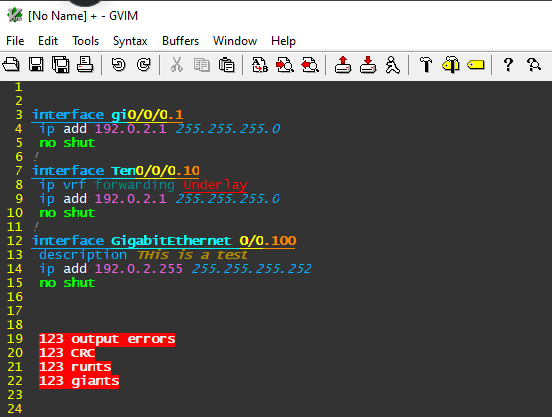 [No Name] + - GVIM
File Edit Tools Syntax Buffers Window Help
1
2
3 interface gi0/0/0.1
4 ip add 192.0.2.1 255.255.255.0
5 no shut
6 !
7 interface Ten0/0/0.10
8 ip vrf forwarding Underlay
9 ip add 192.0.2.1 255.255.255.0
10 no shut
11 !
12 interface GigabitEthernet 0/0.100
13 description THis is a test
14 ip add 192.0.2.255 255.255.255.252
15 no shut
16
17
18
19 123 output errors
20 123 CRC
21 123 runts
22 123 giants
23
24